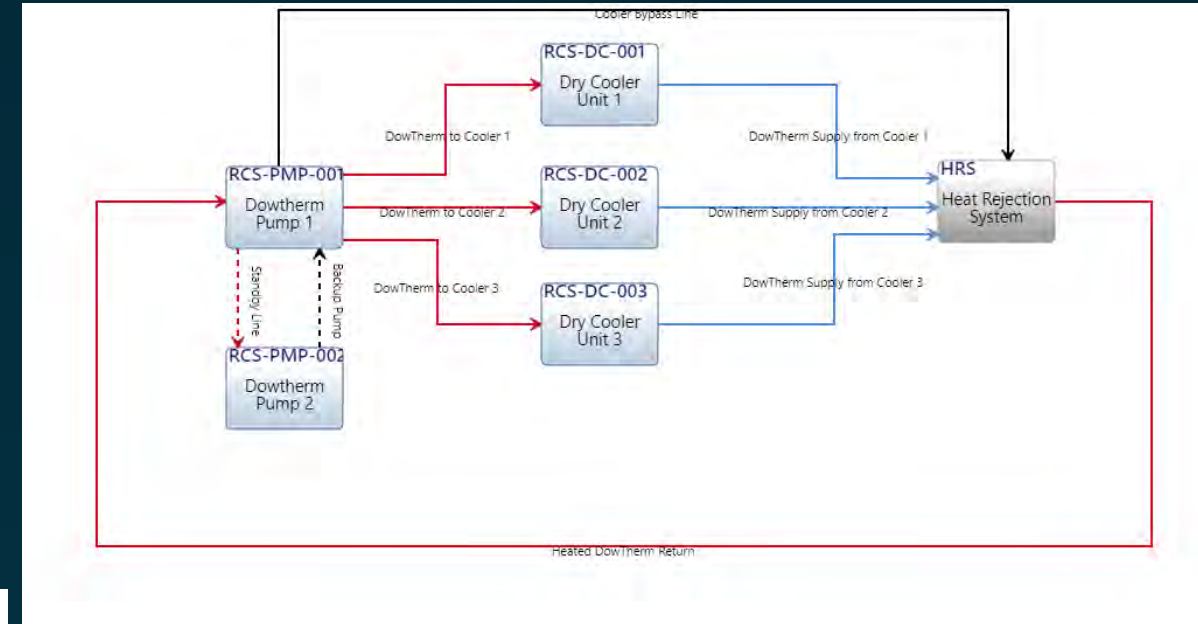 Cooler Bypass Line
RCS-DC-001
Dry Cooler
Unit 1
DowTherm to Cooler 1
DowTherm Supply from Cooler 1
RCS-PMP-001
Dowtherm
Pump 1
RCS-DC-002
Dry Cooler
Unit 2
HRS
Heat Rejection
System
DowTherm to Cooler 2
DowTherm Supply from Cooler 2
Standby Line
Backup Pump
DowTherm to Cooler 3
DowTherm Supply from Cooler 3
RCS-DC-003
Dry Cooler
Unit 3
RCS-PMP-002
Dowtherm
Pump 2
Heated DowTherm Return